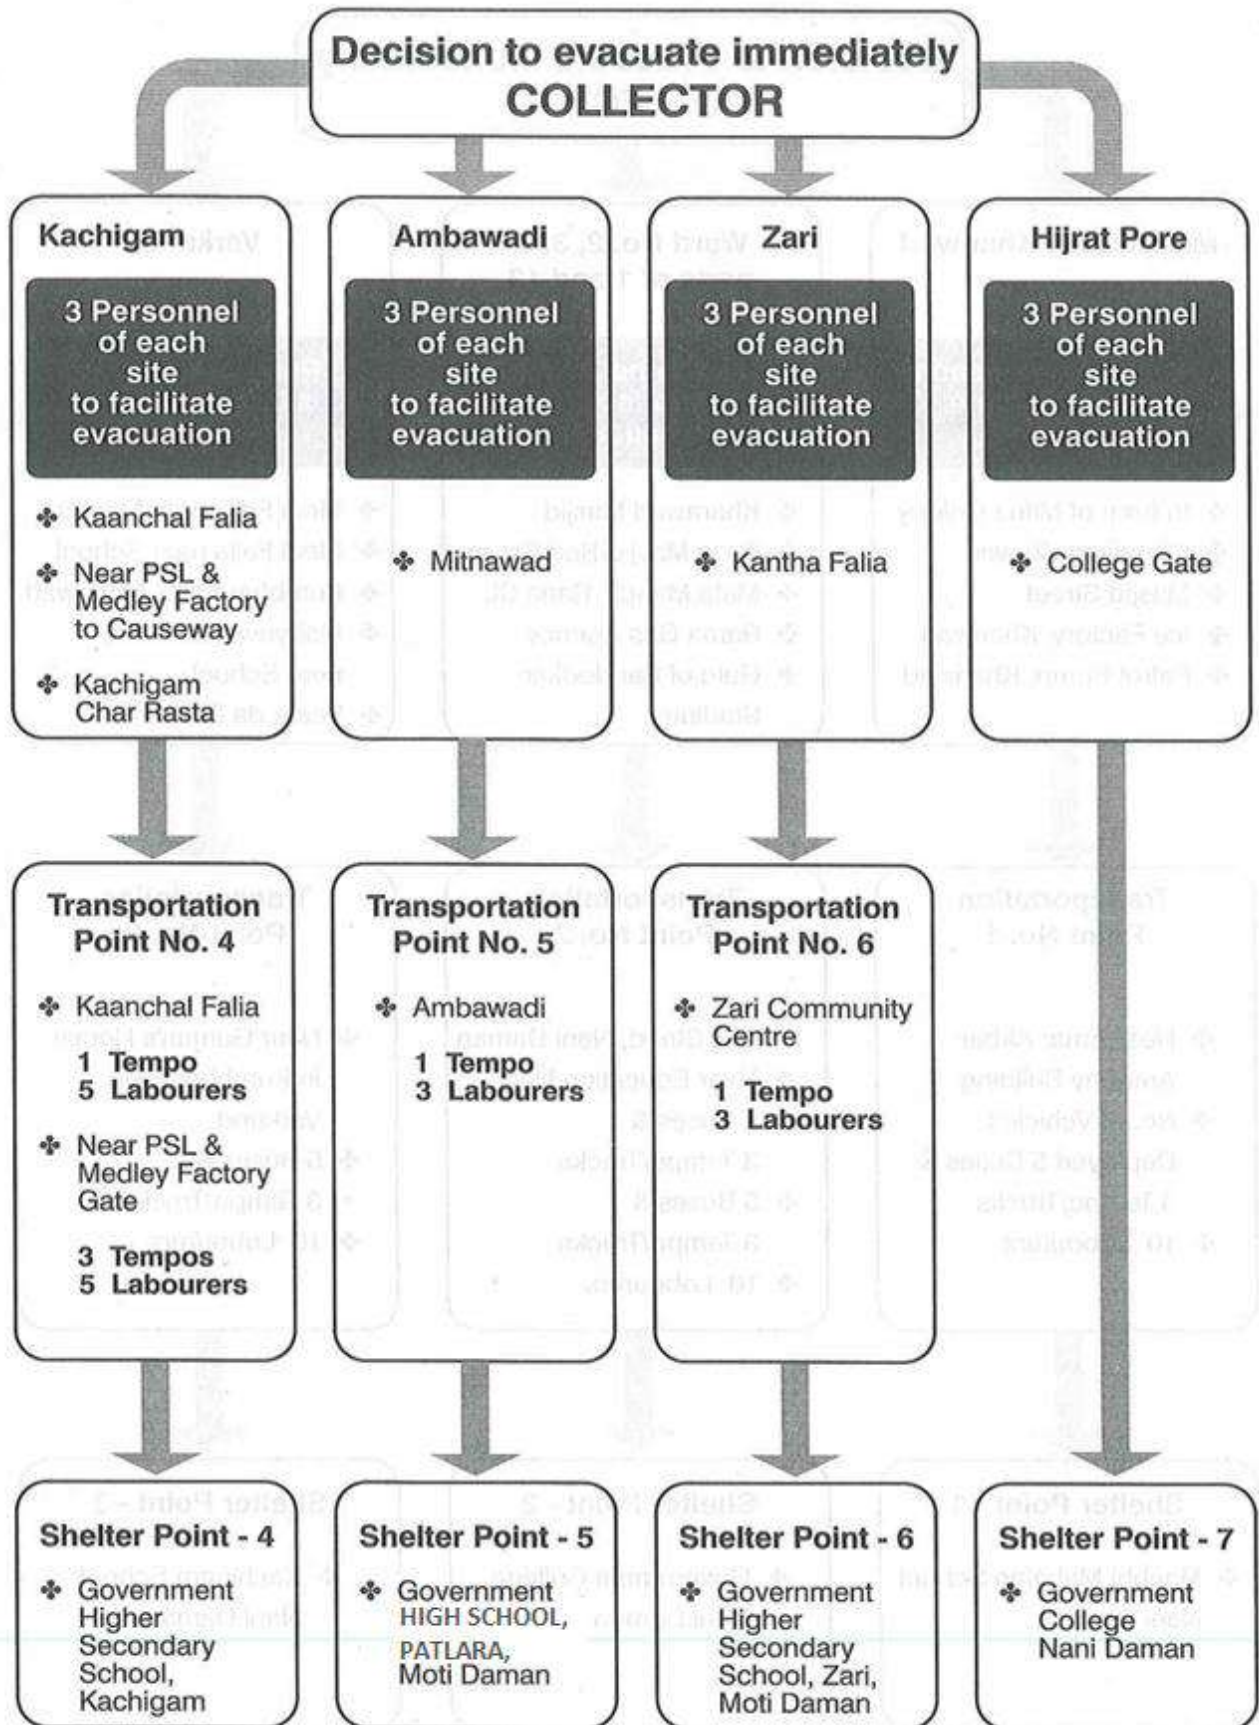 Decision to evacuate immediately
COLLECTOR
Kachigam
3 Personnel
of each
site
to facilitate
evacuation
Kaanchal Falia
Near PSL &
Medley Factory
to Causeway
Kachigam
Char Rasta
Ambawadi
3 Personnel
of each
site
to facilitate
evacuation
Mitnawad
Zari
3 Personnel
of each
site
to facilitate
evacuation
Kantha Falia
Hijrat Pore
3 Personnel
of each
site
to facilitate
evacuation
College Gate
Transportation
Point No. 4
Kaanchal Falia
1 Tempo
5 Labourers
Near PSL &
Medley Factory
Gate
3 Tempos
5 Labourers
Transportation
Point No. 5
Ambawadi
1 Tempo
3 Labourers
Transportation
Point No. 6
Zari Community
Centre
1 Tempo
3 Labourers
Shelter Point - 4
Government
Higher
Secondary
School,
Kachigam
Shelter Point - 5
Government
HIGH SCHOOL,
PATLARA,
Moti Daman
Shelter Point - 6
Government
Higher
Secondary
School, Zari,
Moti Daman
Shelter Point - 7
Government
College
Nani Daman